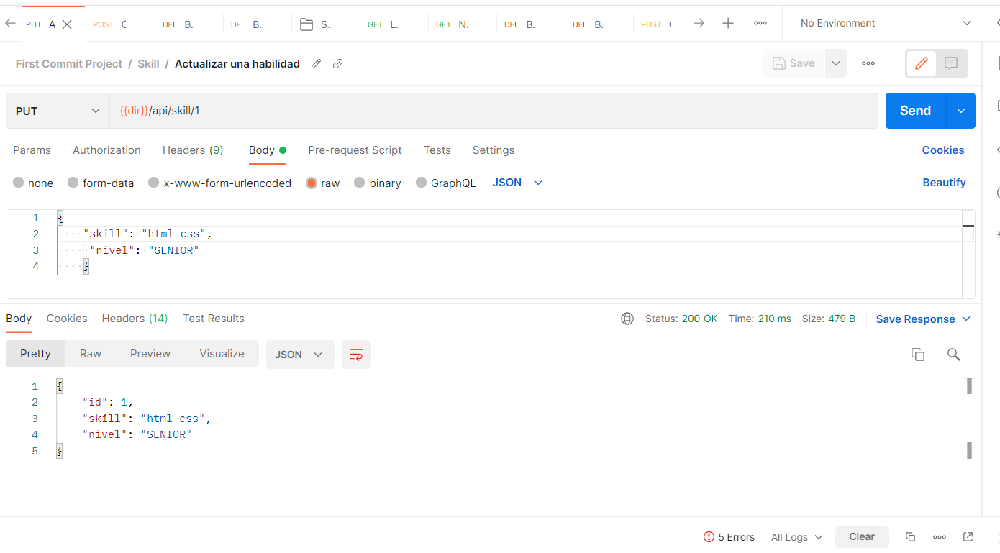 PUT A POST C DEL B. DEL B. S.. GET L. GET N. DEL B. DEL B. POST No Environment
First Commit Project / Skill / Actualizar una habilidad Save
PUT {{dir}}/api/skill/1 Send
Params Authorization Headers (9) Body Pre-request Script Tests Settings Cookies
none form-data x-www-form-urlencoded raw binary GraphQL JSON Beautify
1 {
2 "skill": "html-css",
3 "nivel": "SENIOR"
4 }
Body Cookies Headers (14) Test Results Status: 200 OK Time: 210 ms Size: 479 B Save Response
Pretty Raw Preview Visualize JSON
1 {
2 "id": 1,
3 "skill": "html-css",
4 "nivel": "SENIOR"
5 }
5 Errors All Logs Clear